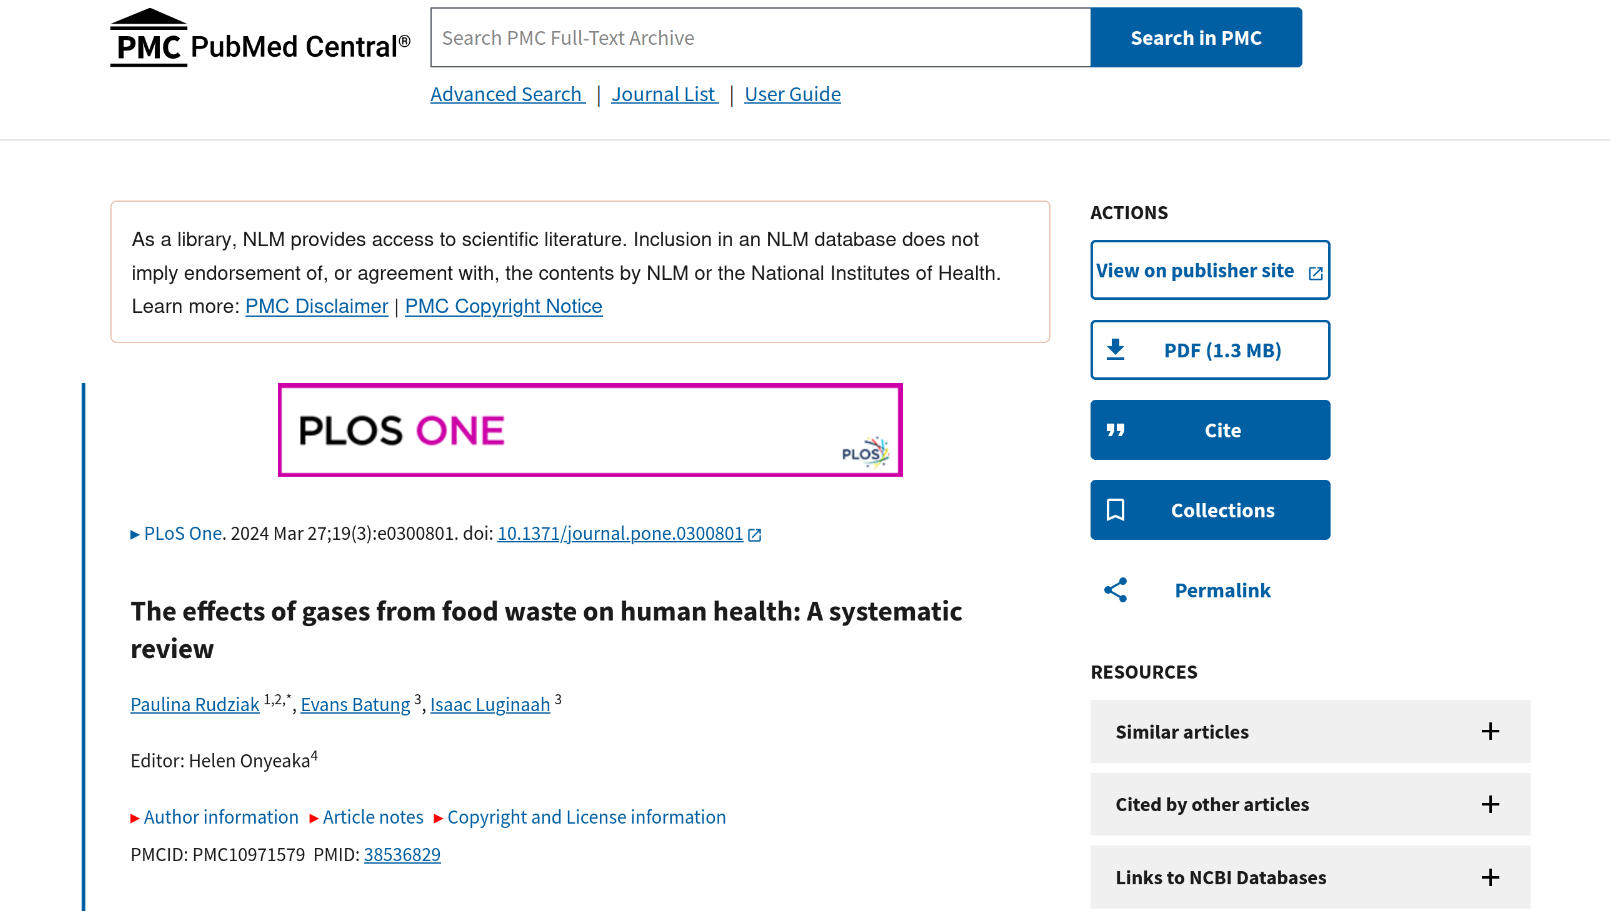 PMC PubMed Central®
Search PMC Full-Text Archive
Search in PMC
Advanced Search | Journal List | User Guide
As a library, NLM provides access to scientific literature. Inclusion in an NLM database does not
imply endorsement of, or agreement with, the contents by NLM or the National Institutes of Health.
Learn more: PMC Disclaimer | PMC Copyright Notice
PLOS ONE
PLOS
▸ PLoS One. 2024 Mar 27;19(3):e0300801. doi: 10.1371/journal.pone.0300801
The effects of gases from food waste on human health: A systematic
review
Paulina Rudziak 1,2,*, Evans Batung 3, Isaac Luginaah 3
Editor: Helen Onyeaka4
▸ Author information ▸ Article notes ▸ Copyright and License information
PMCID: PMC10971579 PMID: 38536829
ACTIONS
View on publisher site
PDF (1.3 MB)
Cite
Collections
Permalink
RESOURCES
Similar articles +
Cited by other articles +
Links to NCBI Databases +